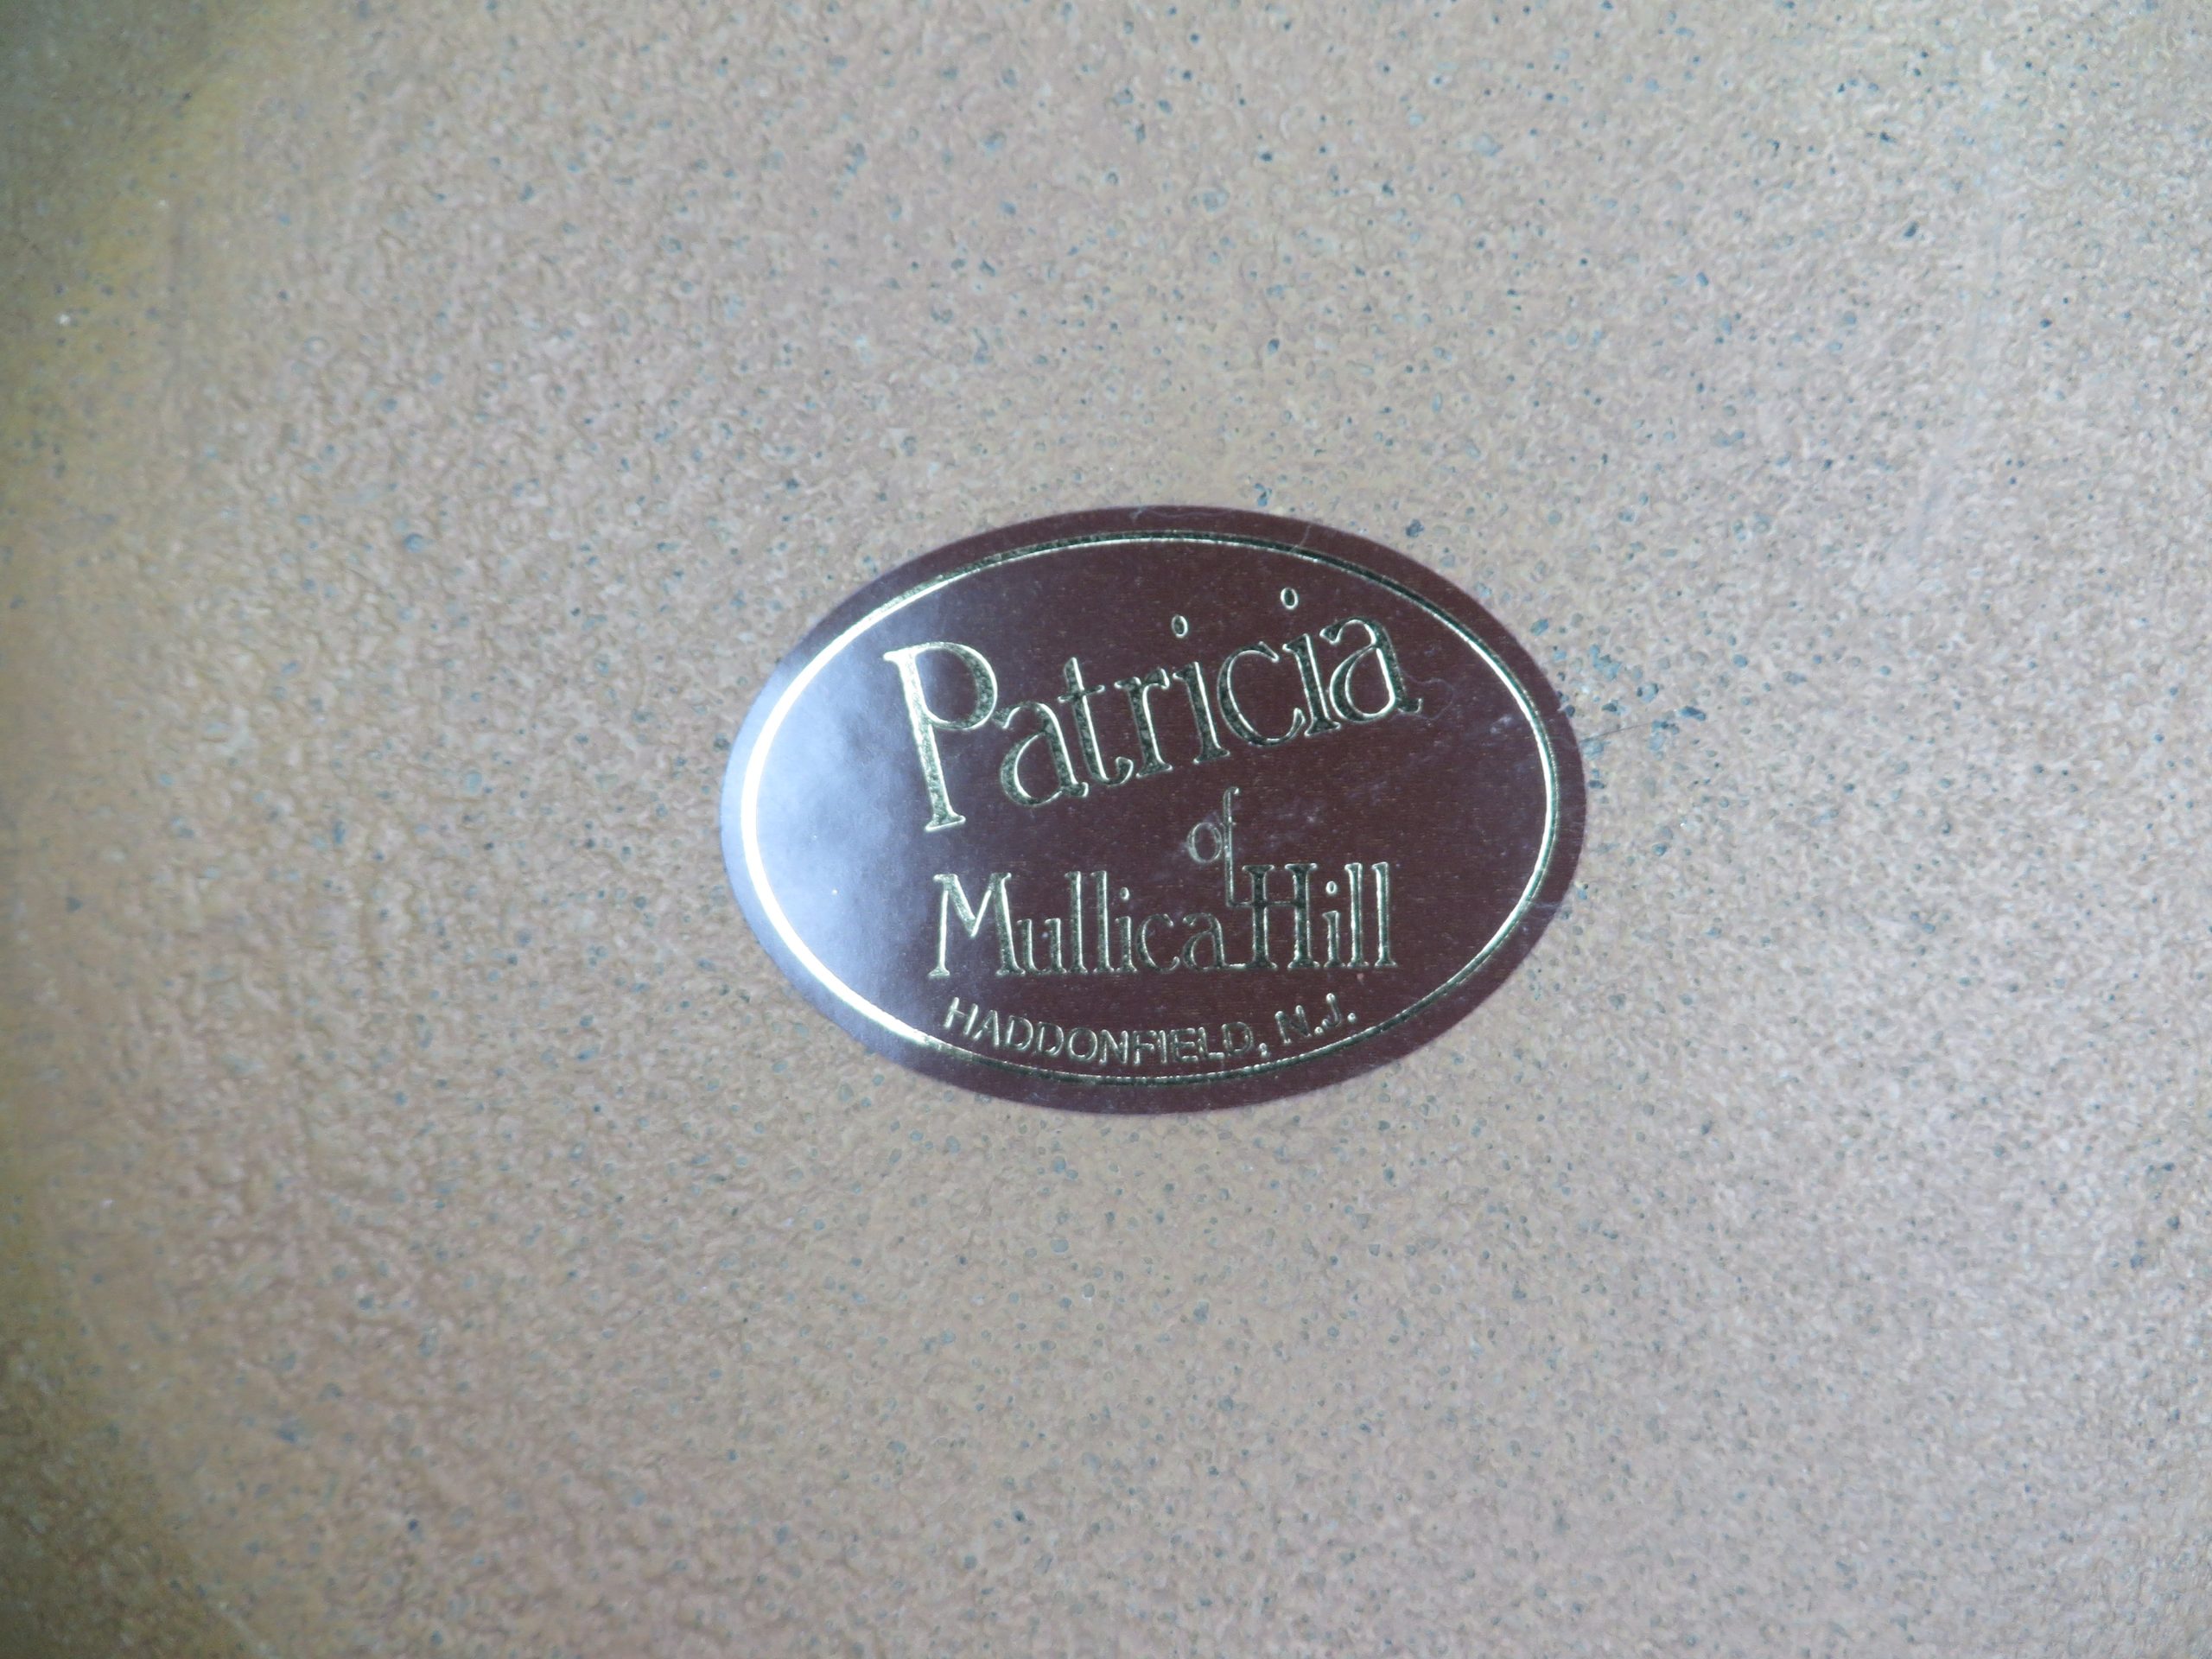 Patricia
of
Mullica Hill
HADDONFIELD, N.J.